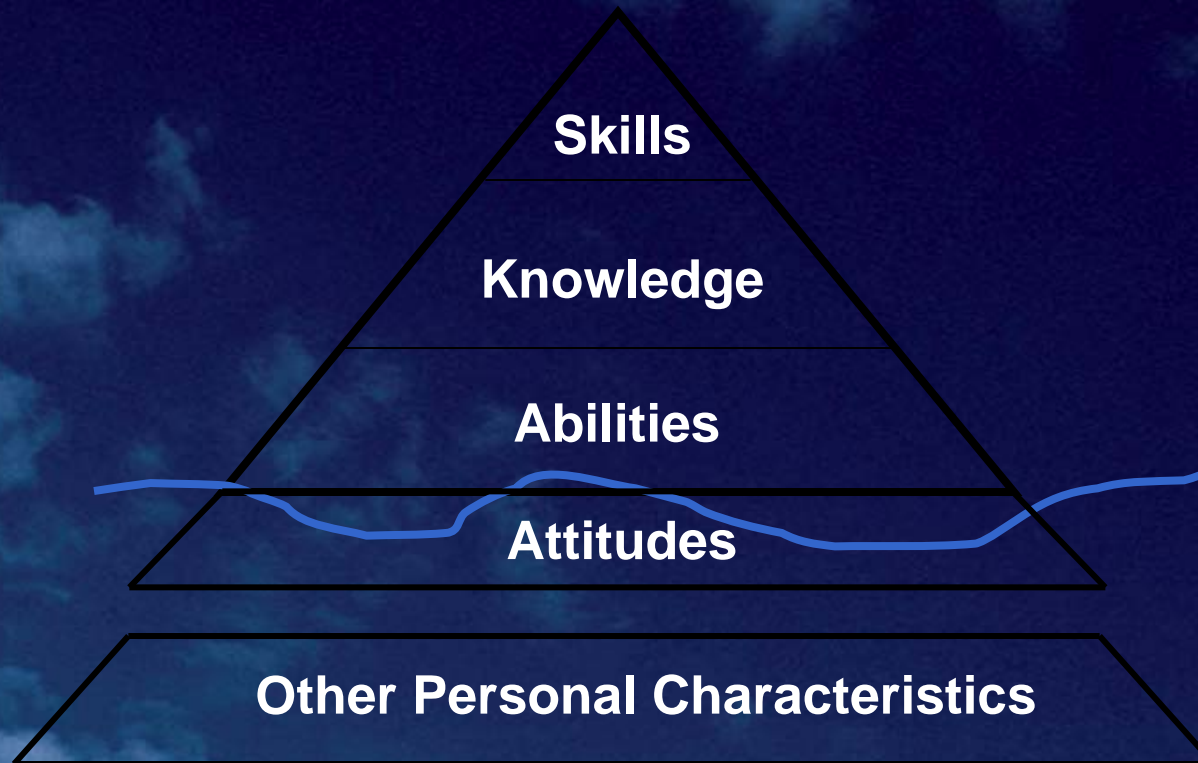 Skills
Knowledge
Abilities
Attitudes
Other Personal Characteristics